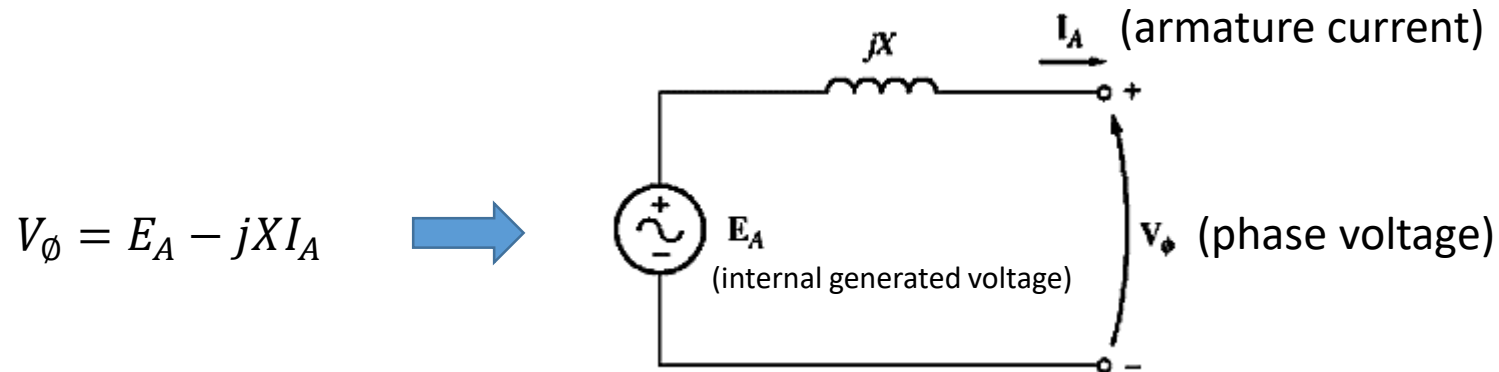 I_A (armature current)
jX
+
V_∅ = E_A − jXI_A
+
−
E_A
(internal generated voltage)
V_ϕ (phase voltage)
−